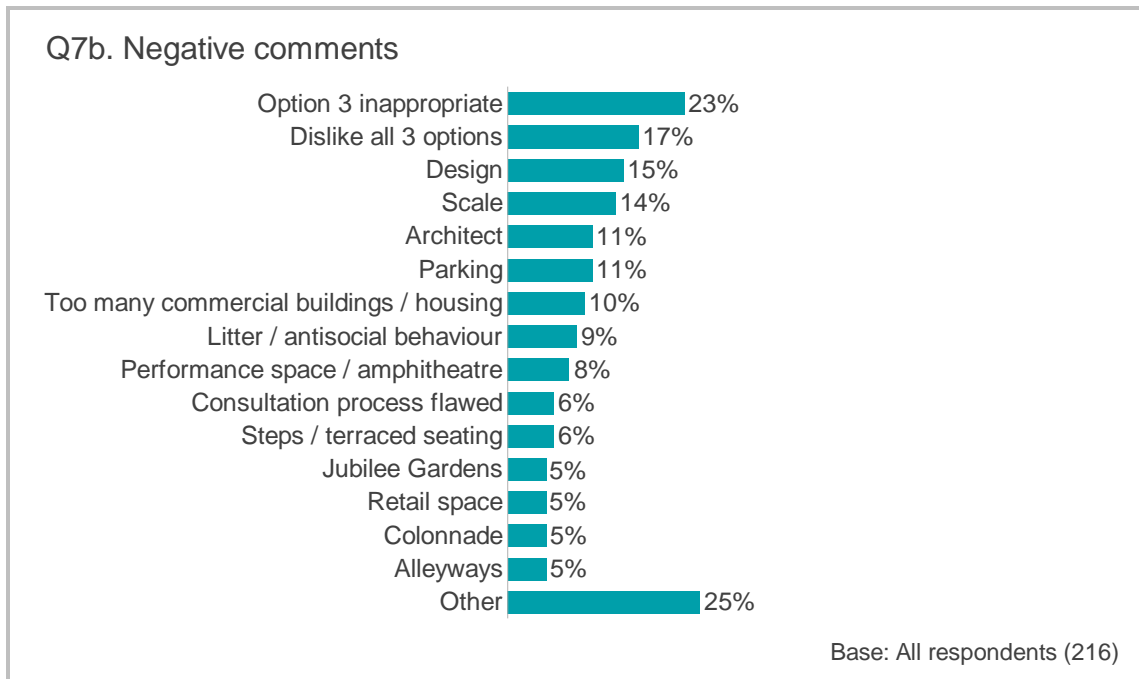 Q7b. Negative comments
Option 3 inappropriate 23%
Dislike all 3 options 17%
Design 15%
Scale 14%
Architect 11%
Parking 11%
Too many commercial buildings / housing 10%
Litter / antisocial behaviour 9%
Performance space / amphitheatre 8%
Consultation process flawed 6%
Steps / terraced seating 6%
Jubilee Gardens 5%
Retail space 5%
Colonnade 5%
Alleyways 5%
Other 25%
Base: All respondents (216)